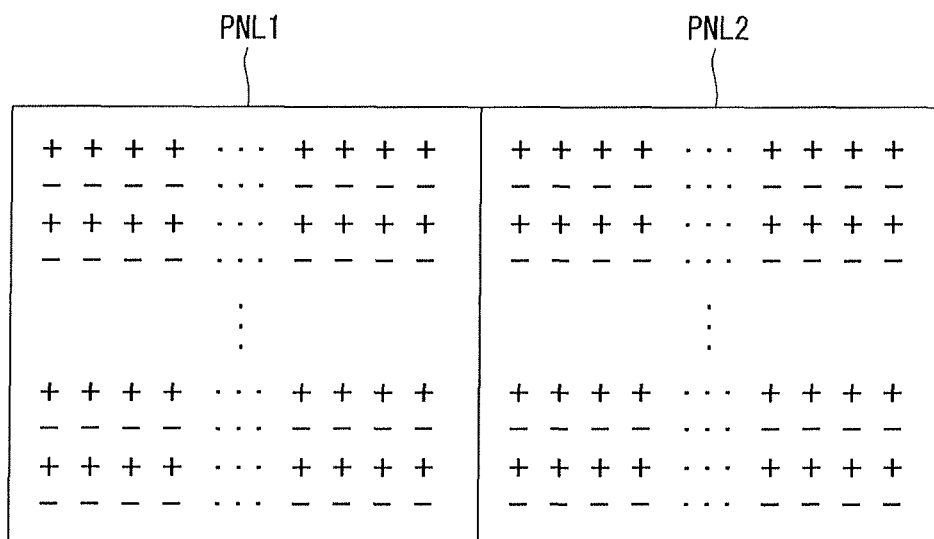 PNL1 PNL2
+ + + + · · · + + + + + + + + · · · + + + +
− − − − · · · − − − − − − − − · · · − − − −
+ + + + · · · + + + + + + + + · · · + + + +
− − − − · · · − − − − − − − − · · · − − − −
· ·
· ·
· ·
+ + + + · · · + + + + + + + + · · · + + + +
− − − − · · · − − − − − − − − · · · − − − −
+ + + + · · · + + + + + + + + · · · + + + +
− − − − · · · − − − − − − − − · · · − − − −